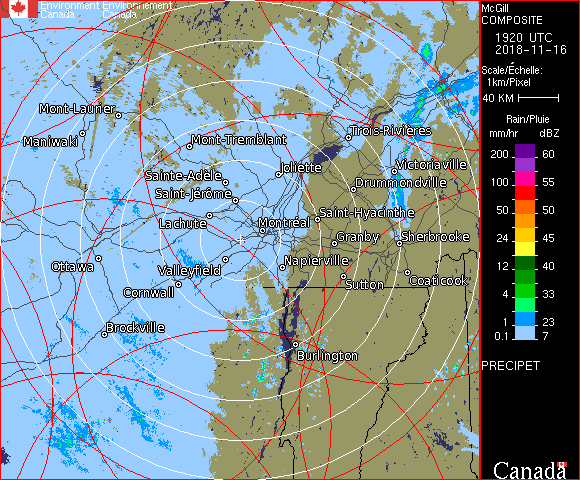 Environment Environnement
Canada Canada
McGill
COMPOSITE
1920 UTC
2018-11-16
Scale/Échelle:
1km/Pixel
40 KM
Rain/Pluie
mm/hr dBZ
200 60
100 55
50 50
24 45
12 40
8 33
4 23
1 7
0.1
PRECIPET
Canada
Mont-Laurier
Maniwaki
Mont-Tremblant
Trois-Rivières
Sainte-Adèle
Joliette
Victoriaville
Saint-Jérôme
Drummondville
Lachute
Montréal
Saint-Hyacinthe
Granby
Sherbrooke
Ottawa
Valleyfield
Napierville
Cornwall
Sutton
Coaticook
Brockville
Burlington